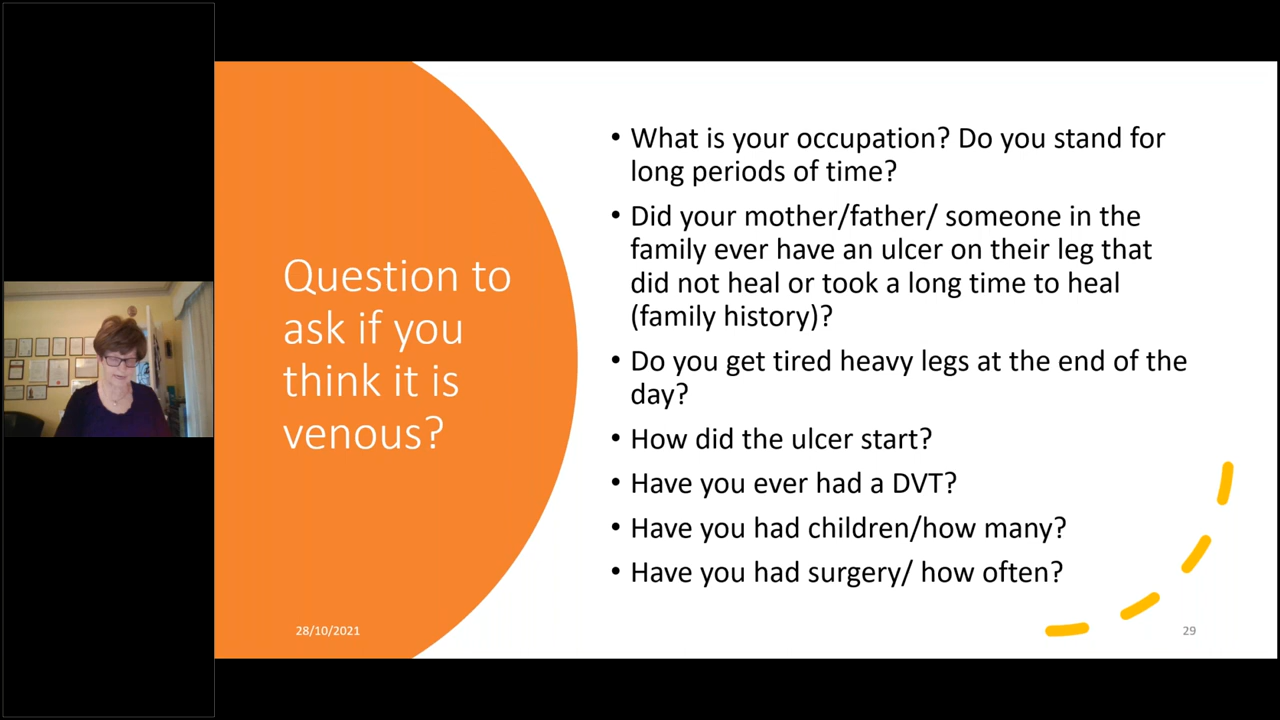 Question to
ask if you
think it is
venous?
• What is your occupation? Do you stand for
long periods of time?
• Did your mother/father/ someone in the
family ever have an ulcer on their leg that
did not heal or took a long time to heal
(family history)?
• Do you get tired heavy legs at the end of the
day?
• How did the ulcer start?
• Have you ever had a DVT?
• Have you had children/how many?
• Have you had surgery/ how often?
28/10/2021
29